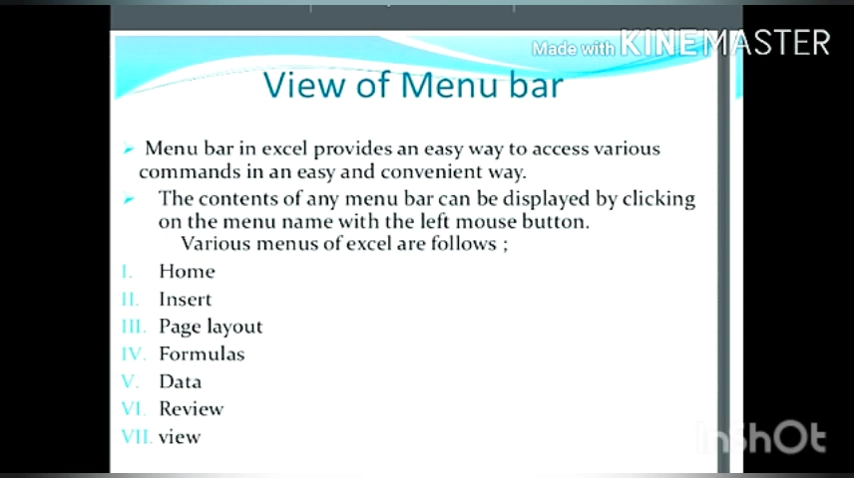 Made with KINEMASTER
View of Menu bar
➢ Menu bar in excel provides an easy way to access various
commands in an easy and convenient way.
➢ The contents of any menu bar can be displayed by clicking
on the menu name with the left mouse button.
Various menus of excel are follows ;
I. Home
II. Insert
III. Page layout
IV. Formulas
V. Data
VI. Review
VII. view
InShOt